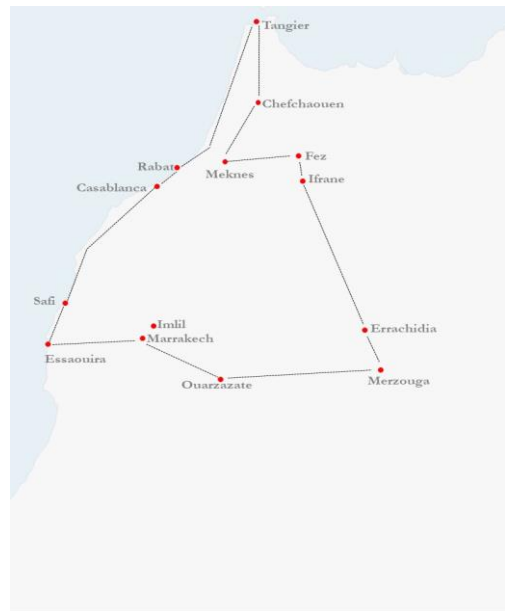 Tangier
Chefchaouen
Rabat
Meknes
Fez
Casablanca
Ifrane
Safi
Imlil
Marrakech
Errachidia
Essaouira
Ouarzazate
Merzouga